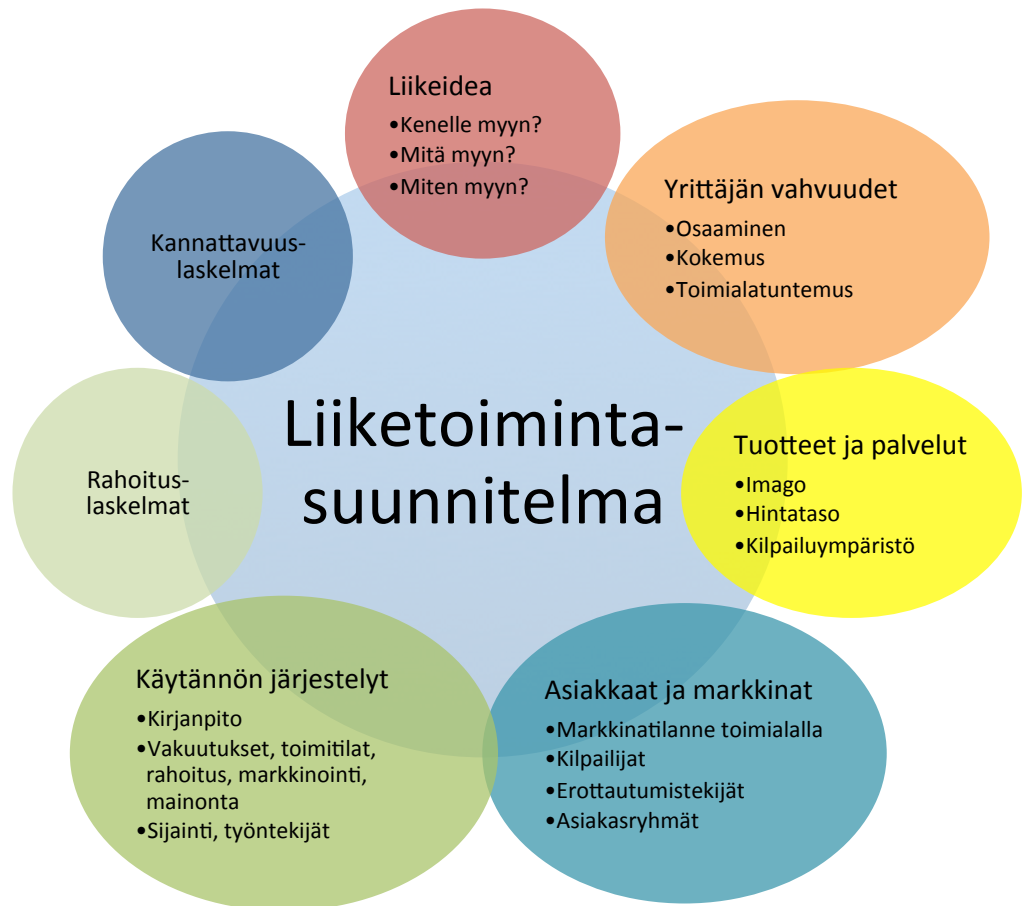 Liikeidea
•Kenelle myyn?
•Mitä myyn?
•Miten myyn?
Yrittäjän vahvuudet
•Osaaminen
•Kokemus
•Toimialatuntemus
Tuotteet ja palvelut
•Imago
•Hintataso
•Kilpailuympäristö
Asiakkaat ja markkinat
•Markkinatilanne toimialalla
•Kilpailijat
•Erottautumistekijät
•Asiakasryhmät
Käytännön järjestelyt
•Kirjanpito
•Vakuutukset, toimitilat,
rahoitus, markkinointi,
mainonta
•Sijainti, työntekijät
Rahoitus-
laskelmat
Kannattavuus-
laskelmat
Liiketoiminta-
suunnitelma